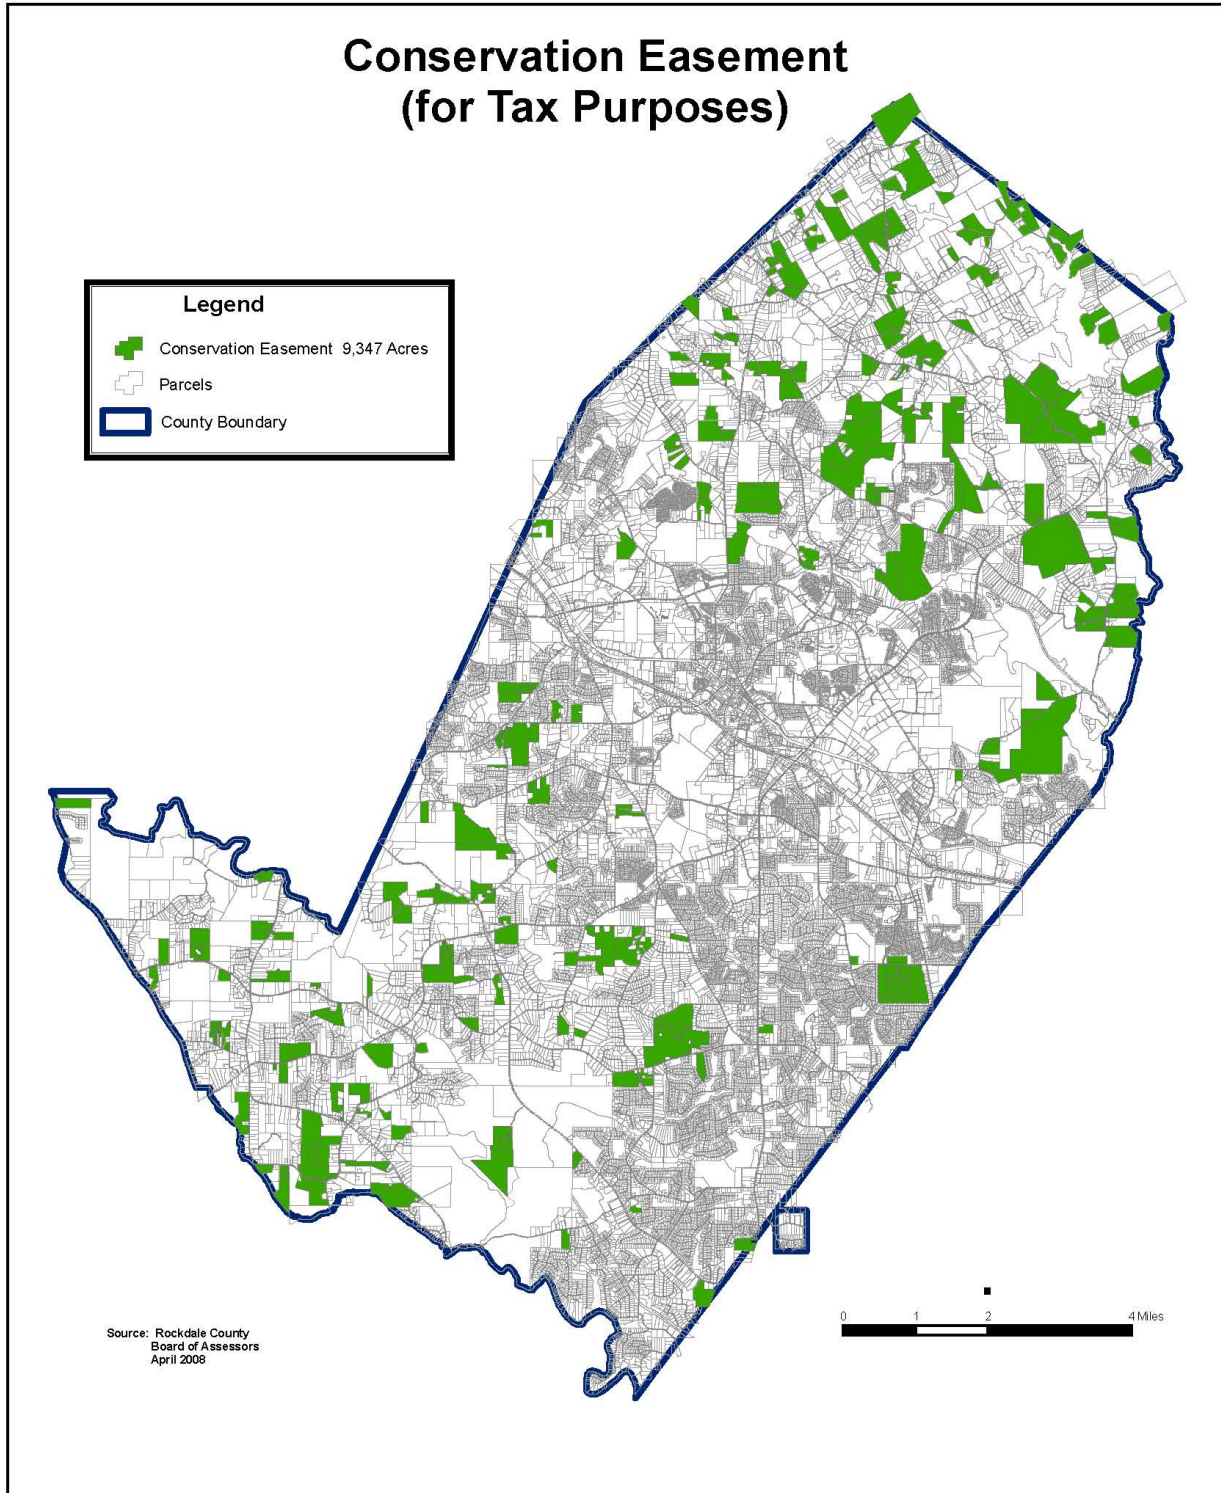 Conservation Easement
(for Tax Purposes)
Legend
Conservation Easement 9,347 Acres
Parcels
County Boundary
Source: Rockdale County
Board of Assessors
April 2008
0 1 2 4 Miles